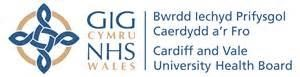 GIG
CYMRU
NHS
WALES
Bwrdd Iechyd Prifysgol
Caerdydd a'r Fro
Cardiff and Vale
University Health Board